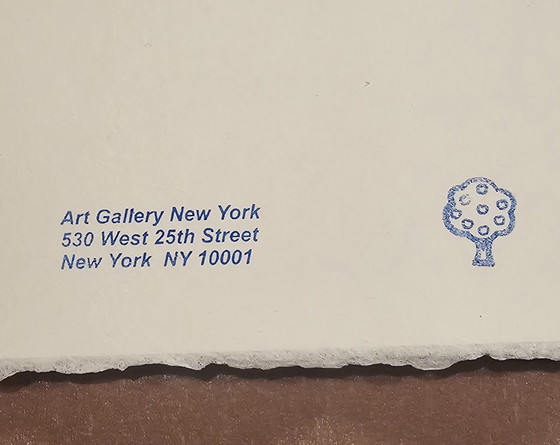 Art Gallery New York
530 West 25th Street
New York  NY 10001